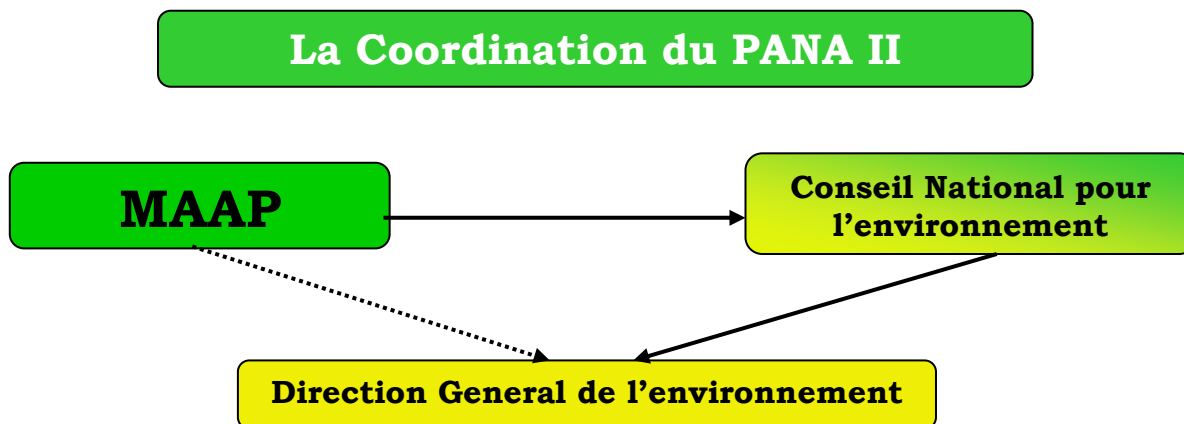 La Coordination du PANA II
MAAP
Conseil National pour
l’environnement
Direction General de l’environnement